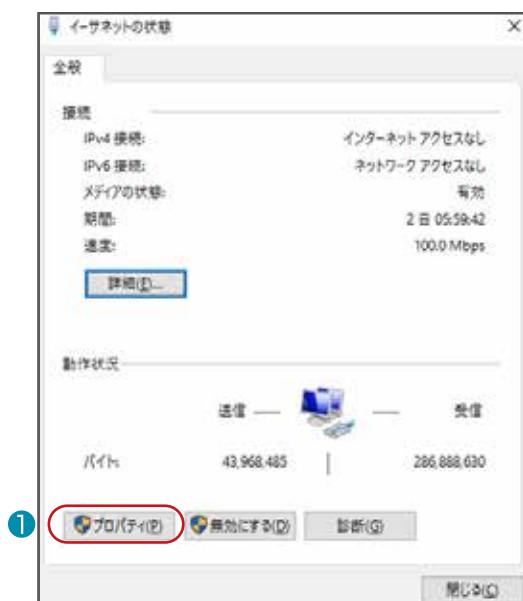 イーサネットの状態
全般
接続
IPv4 接続: インターネット アクセスなし
IPv6 接続: ネットワーク アクセスなし
メディアの状態: 有効
期間: 2 日 05:59:42
速度: 100.0 Mbps
詳細(E)...
動作状況
送信 — — 受信
バイト: 43,968,485 | 286,888,630
1 プロパティ(P) 無効にする(D) 診断(G)
閉じる(C)